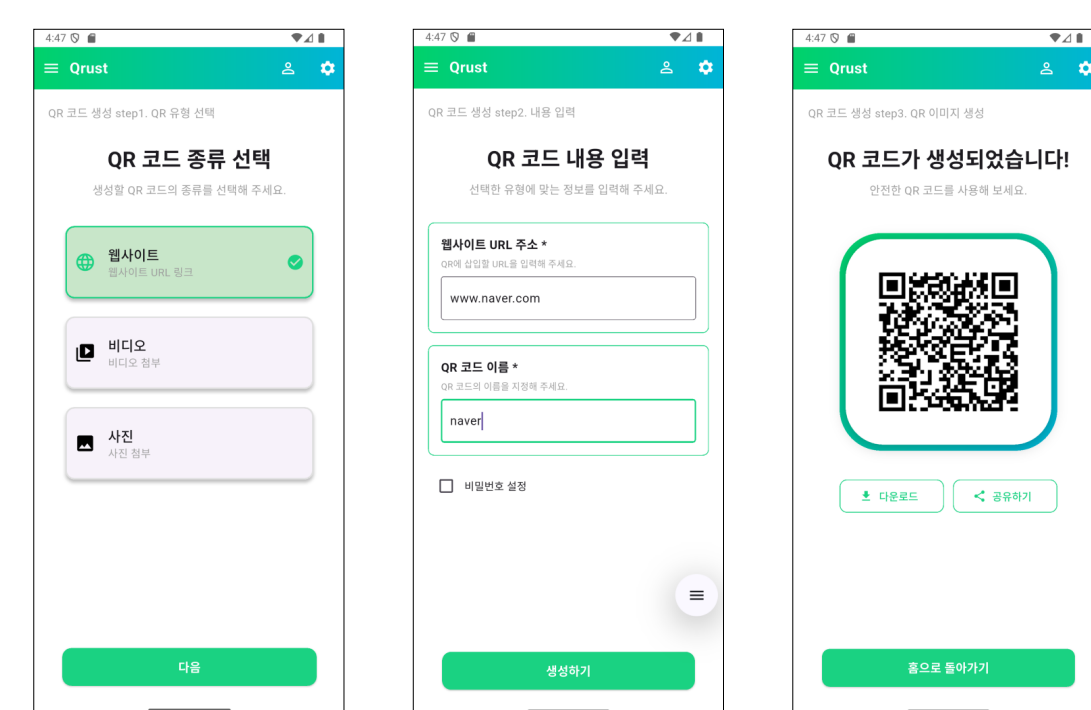 4:47
Qrust
QR 코드 생성 step1. QR 유형 선택
QR 코드 종류 선택
생성할 QR 코드의 종류를 선택해 주세요.
웹사이트
웹사이트 URL 링크
비디오
비디오 첨부
사진
사진 첨부
다음
4:47
Qrust
QR 코드 생성 step2. 내용 입력
QR 코드 내용 입력
선택한 유형에 맞는 정보를 입력해 주세요.
웹사이트 URL 주소 *
QR에 삽입할 URL을 입력해 주세요.
www.naver.com
QR 코드 이름 *
QR 코드의 이름을 지정해 주세요.
naver
비밀번호 설정
생성하기
4:47
Qrust
QR 코드 생성 step3. QR 이미지 생성
QR 코드가 생성되었습니다!
안전한 QR 코드를 사용해 보세요.
다운로드
공유하기
홈으로 돌아가기